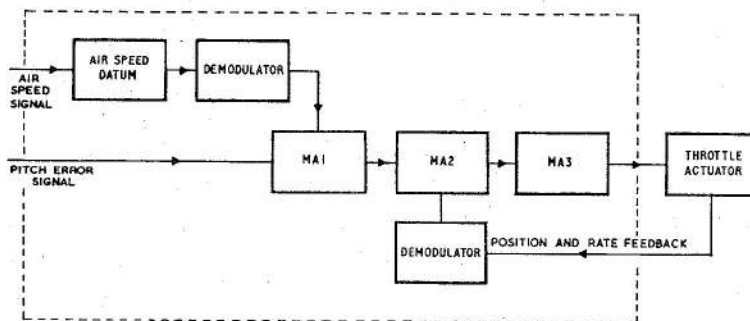 AIR SPEED
DATUM
DEMODULATOR
AIR
SPEED
SIGNAL
MA1
MA2
MA3
THROTTLE
ACTUATOR
PITCH ERROR
SIGNAL
DEMODULATOR
POSITION AND RATE FEEDBACK